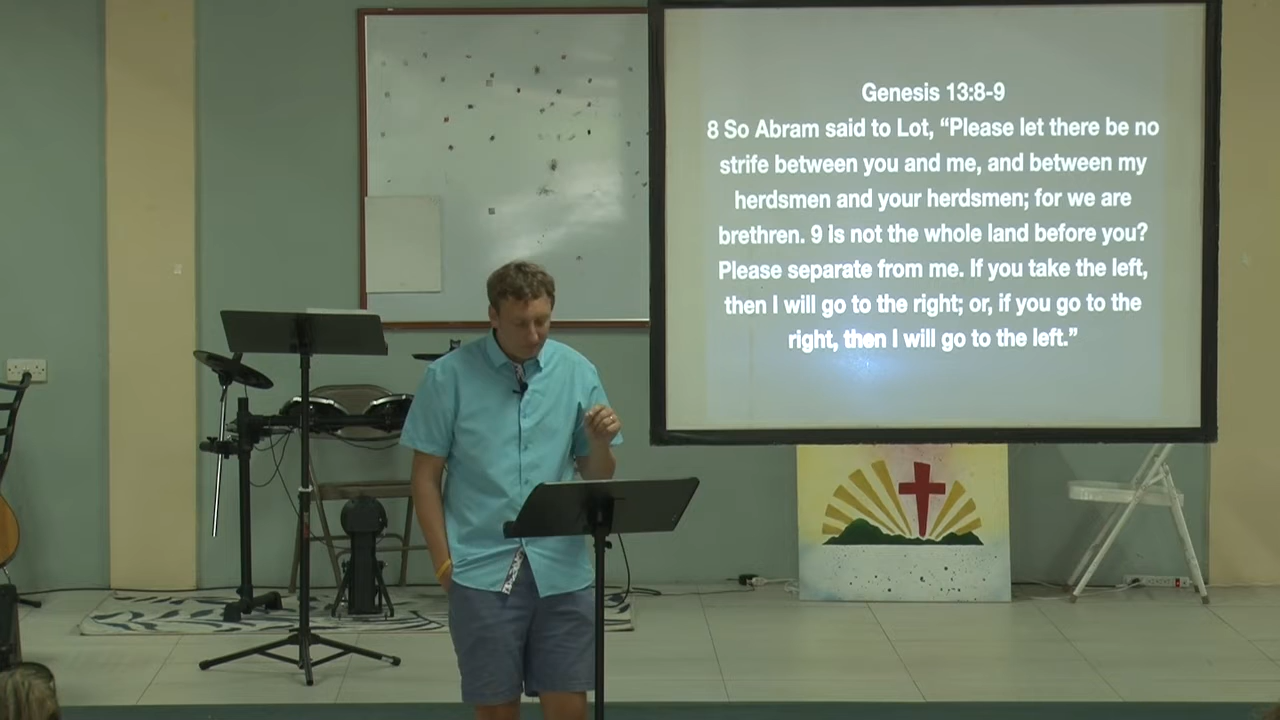 Genesis 13:8-9
8 So Abram said to Lot, “Please let there be no
strife between you and me, and between my
herdsmen and your herdsmen; for we are
brethren. 9 Is not the whole land before you?
Please separate from me. If you take the left,
then I will go to the right; or, if you go to the
right, then I will go to the left.”